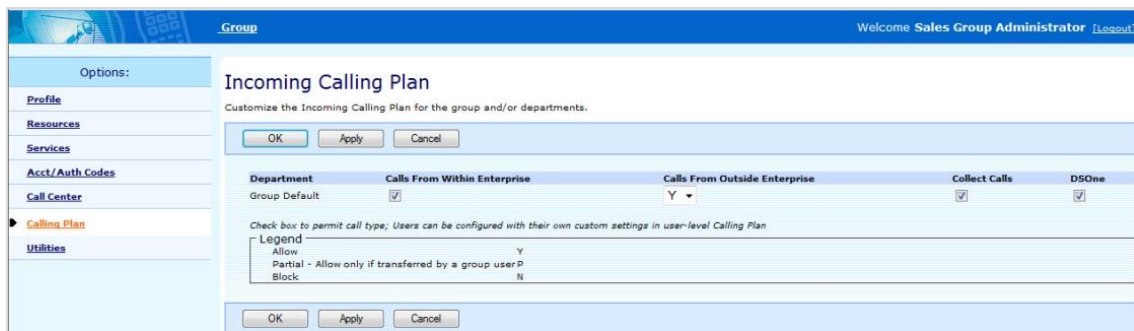 Group
Welcome Sales Group Administrator [Logout]
Options:
Profile
Resources
Services
Acct/Auth Codes
Call Center
Calling Plan
Utilities
Incoming Calling Plan
Customize the Incoming Calling Plan for the group and/or departments.
OK Apply Cancel
Department Calls From Within Enterprise Calls From Outside Enterprise Collect Calls DSOne
Group Default Y
Check box to permit call type; Users can be configured with their own custom settings in user-level Calling Plan
Legend
Allow Y
Partial - Allow only if transferred by a group user P
Block N
OK Apply Cancel